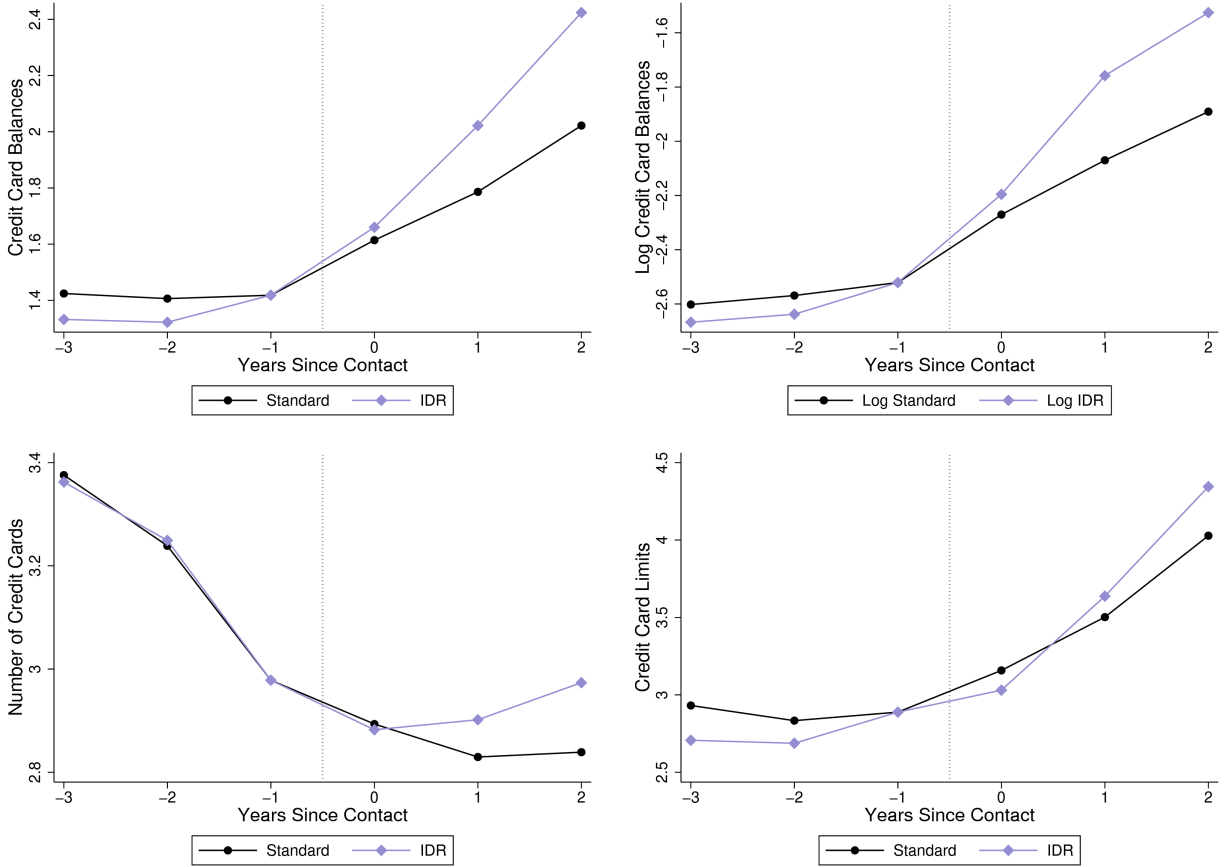 Credit Card Balances
2.4
2.2
2
1.8
1.6
1.4
−3 −2 −1 0 1 2
Years Since Contact
Standard IDR
Log Credit Card Balances
−1.6
−1.8
−2
−2.2
−2.4
−2.6
−3 −2 −1 0 1 2
Years Since Contact
Log Standard Log IDR
Number of Credit Cards
3.4
3.2
3
2.8
−3 −2 −1 0 1 2
Years Since Contact
Standard IDR
Credit Card Limits
4.5
4
3.5
3
2.5
−3 −2 −1 0 1 2
Years Since Contact
Standard IDR